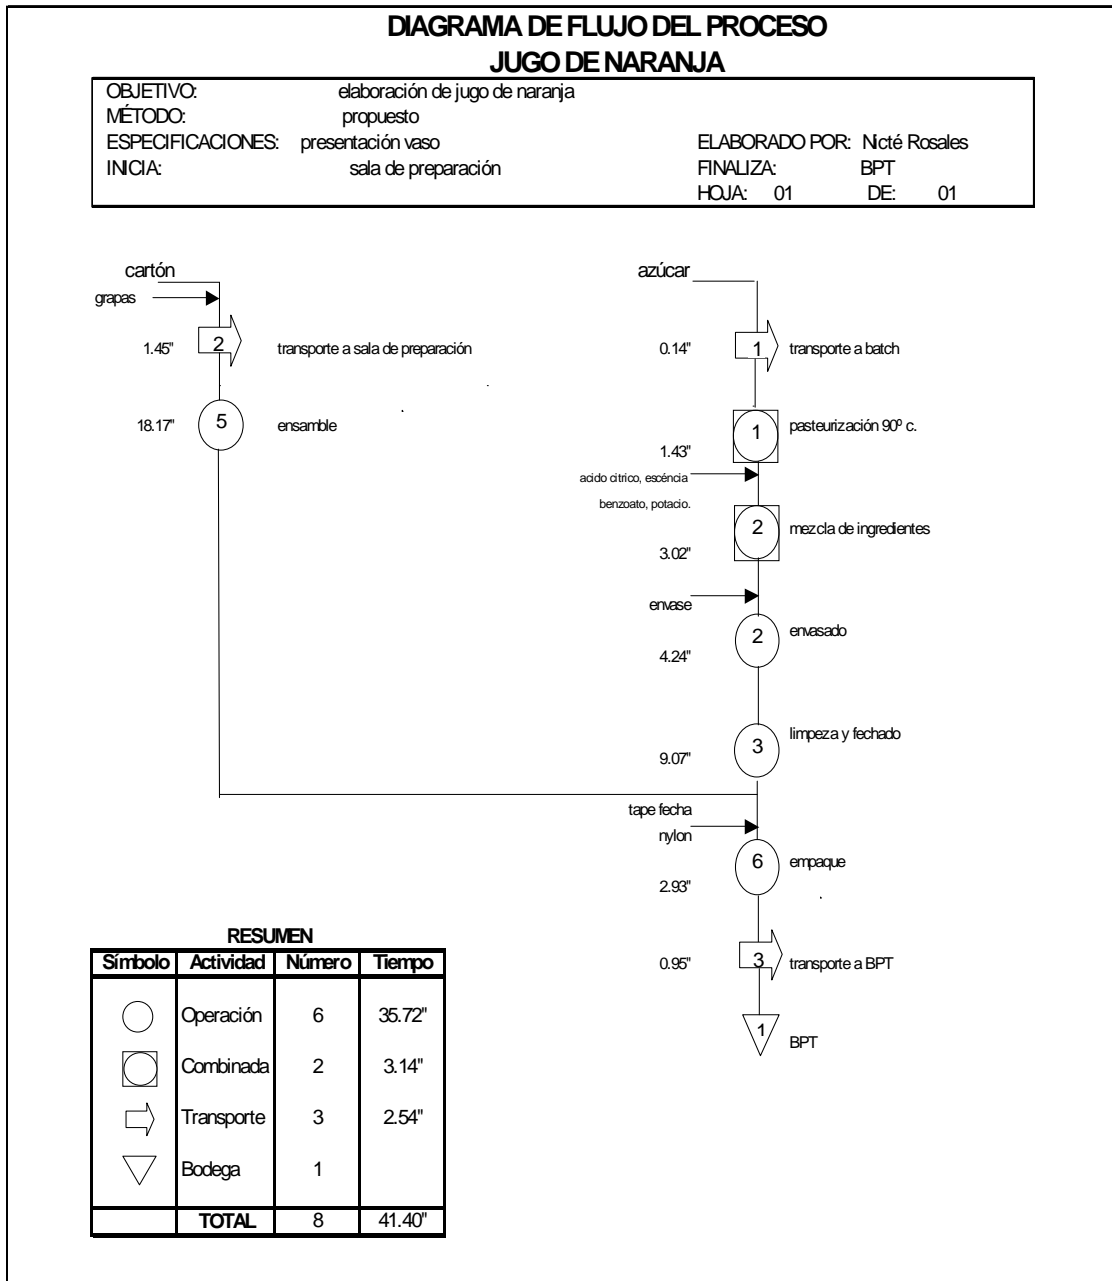 DIAGRAMA DE FLUJO DEL PROCESO
JUGO DE NARANJA
OBJETIVO: elaboración de jugo de naranja
MÉTODO: propuesto
ESPECIFICACIONES: presentación vaso ELABORADO POR: Nicté Rosales
INICIA: sala de preparación FINALIZA: BPT
HOJA: 01 DE: 01
cartón
grapas
1.45" 2 transporte a sala de preparación
18.17" 5 ensamble
azúcar
0.14" 1 transporte a batch
1 pasteurización 90º c.
1.43"
acido citrico, escéncia
benzoato, potacio.
2 mezcla de ingredientes
3.02"
envase
2 envasado
4.24"
3 limpeza y fechado
9.07"
tape fecha
nylon
6 empaque
2.93"
0.95" 3 transporte a BPT
1 BPT
RESUMEN
Símbolo Actividad Número Tiempo
Operación 6 35.72"
Combinada 2 3.14"
Transporte 3 2.54"
Bodega 1
TOTAL 8 41.40"